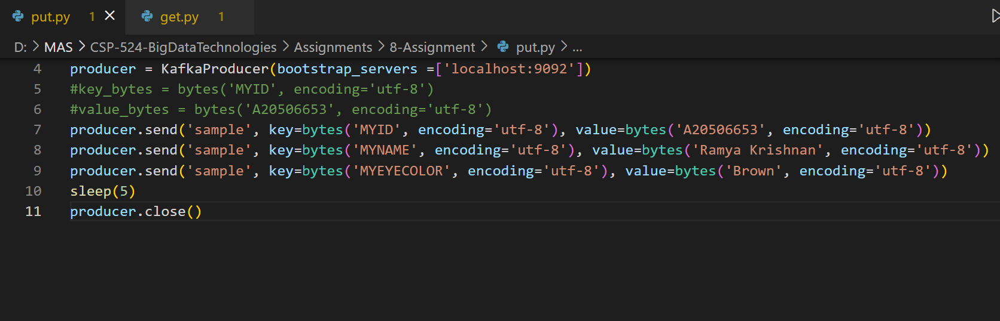 put.py 1 × get.py 1
D: > MAS > CSP-524-BigDataTechnologies > Assignments > 8-Assignment > put.py > ...
4 producer = KafkaProducer(bootstrap_servers =['localhost:9092'])
5 #key_bytes = bytes('MYID', encoding='utf-8')
6 #value_bytes = bytes('A20506653', encoding='utf-8')
7 producer.send('sample', key=bytes('MYID', encoding='utf-8'), value=bytes('A20506653', encoding='utf-8'))
8 producer.send('sample', key=bytes('MYNAME', encoding='utf-8'), value=bytes('Ramya Krishnan', encoding='utf-8'))
9 producer.send('sample', key=bytes('MYEYECOLOR', encoding='utf-8'), value=bytes('Brown', encoding='utf-8'))
10 sleep(5)
11 producer.close()